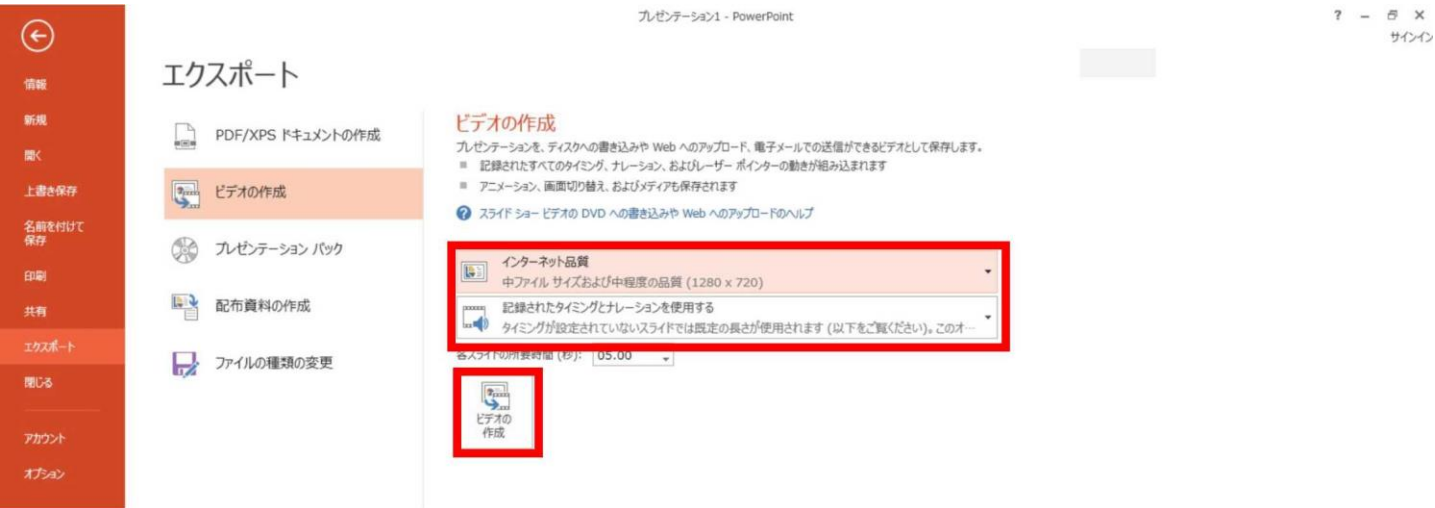 プレゼンテーション1 - PowerPoint
?
サインイン
情報
新規
開く
上書き保存
名前を付けて
保存
印刷
共有
エクスポート
閉じる
アカウント
オプション
エクスポート
PDF/XPS ドキュメントの作成
ビデオの作成
プレゼンテーション パック
配布資料の作成
ファイルの種類の変更
ビデオの作成
プレゼンテーションを、ディスクへの書き込みや Web へのアップロード、電子メールでの送信ができるビデオとして保存します。
記録されたすべてのタイミング、ナレーション、およびレーザー ポインターの動きが組み込まれます
アニメーション、画面切り替え、およびメディアも保存されます
スライド ショー ビデオの DVD への書き込みや Web へのアップロードのヘルプ
インターネット品質
中ファイル サイズおよび中程度の品質 (1280 x 720)
記録されたタイミングとナレーションを使用する
タイミングが設定されていないスライドでは既定の長さが使用されます (以下をご覧ください)。このオ…
各スライドの所要時間 (秒): 05.00
ビデオの
作成